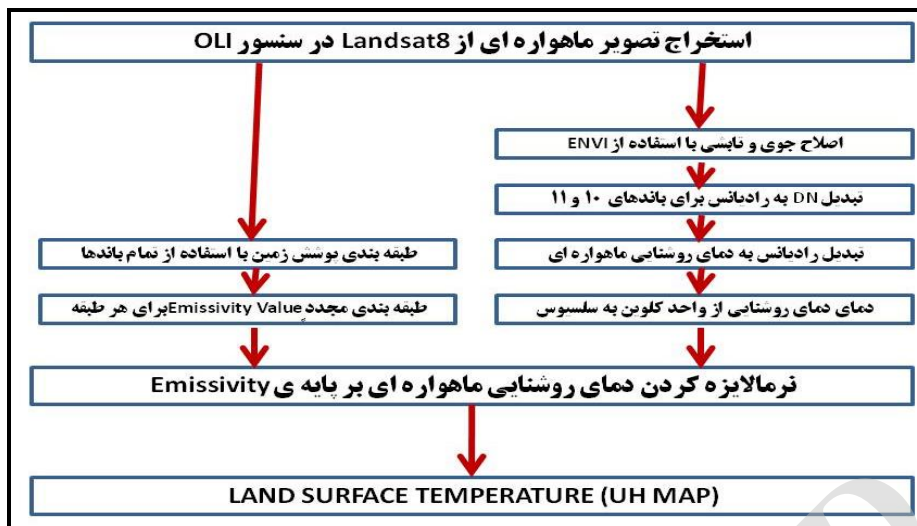 استخراج تصویر ماهواره ای از Landsat8 در سنسور OLI
اصلاح جوی و تابشی با استفاده از ENVI
تبدیل DN به رادیانس برای باندهای ۱۰ و ۱۱
تبدیل رادیانس به دمای روشنایی ماهواره ای
دمای دمای روشنایی از واحد کلوین به سلسیوس
طبقه بندی پوشش زمین با استفاده از تمام باندها
طبقه بندی مجدد Emissivity Value برای هر طبقه
نرمالایزه کردن دمای روشنایی ماهواره ای بر پایه ی Emissivity
LAND SURFACE TEMPERATURE (UH MAP)